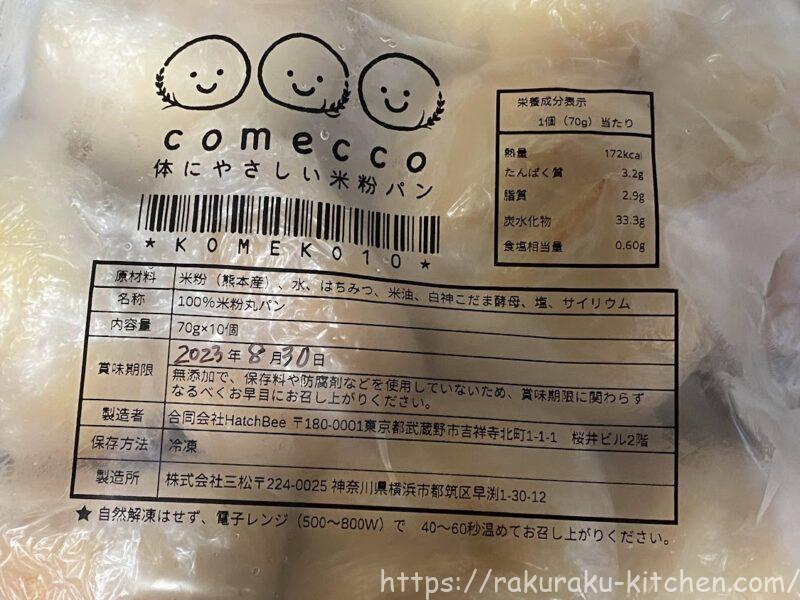 comecco
体にやさしい米粉パン
*KOMEKO10*
栄養成分表示
1個（70g）当たり
熱量 172kcal
たんぱく質 3.2g
脂質 2.9g
炭水化物 33.3g
食塩相当量 0.60g
原材料 米粉（熊本産）、水、はちみつ、米油、白神こだま酵母、塩、サイリウム
名称 100%米粉丸パン
内容量 70g×10個
賞味期限 2023年8月30日
無添加で、保存料や防腐剤などを使用していないため、賞味期限に関わらず
なるべくお早目にお召し上がりください。
製造者 合同会社HatchBee 〒180-0001東京都武蔵野市吉祥寺北町1-1-1 桜井ビル2階
保存方法 冷凍
製造所 株式会社三松〒224-0025 神奈川県横浜市都筑区早渕1-30-12
★自然解凍はせず、電子レンジ（500〜800W）で 40〜60秒温めてお召し上がりください。
https://rakuraku-kitchen.com/